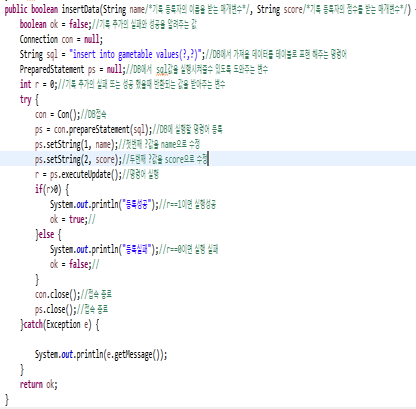 public boolean insertData(String name/*기록 등록자의 이름을 받는 매개변수*/, String score/*기록 등록자의 점수를 받는 매개변수*/)
boolean ok = false;//기록 추가의 실패와 성공을 알려주는 값
Connection con = null;
String sql = "insert into gametable values(?,?)";//DB에서 가져올 데이터를 테이블로 표현 해주는 명령어
PreparedStatement ps = null;//DB에서 sql값을 실행시켜줄수 있도록 도와주는 변수
int r = 0;//기록 추가의 실패 또는 성공 했을때 반환되는 값을 받아주는 변수
try {
con = Con();//DB접속
ps = con.prepareStatement(sql);//DB에 실행할 명령어 등록
ps.setString(1, name);//첫번째 ?값을 name으로 수정
ps.setString(2, score);//두번째 ?값을 score으로 수정
r = ps.executeUpdate();//명령어 실행
if(r>0) {
System.out.println("등록성공");//r==1이면 실행성공
ok = true;//
}else {
System.out.println("등록실패");//r==0이면 실행 실패
ok = false;//
}
con.close();//접속 종료
ps.close();//접속 종료
}catch(Exception e) {
System.out.println(e.getMessage());
}
return ok;
}